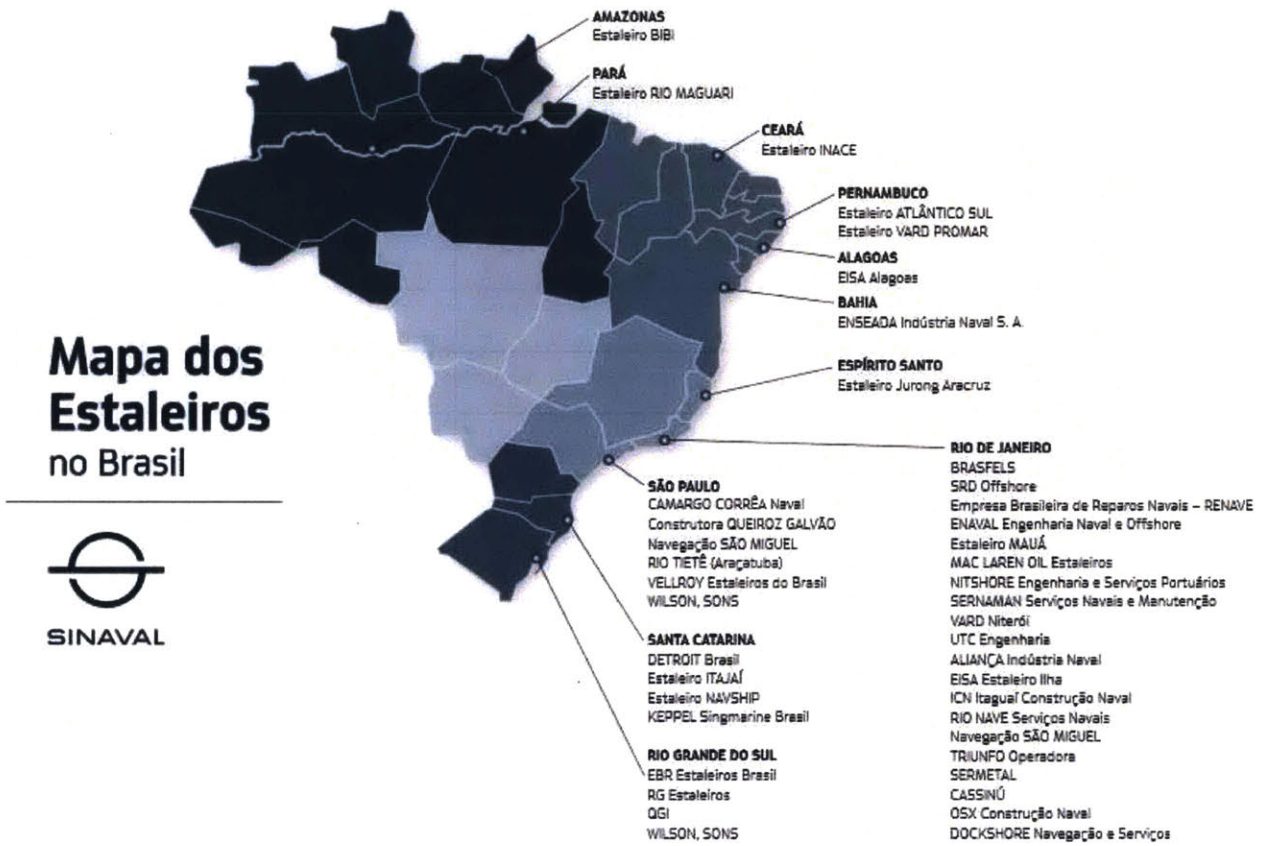 Mapa dos
Estaleiros
no Brasil
SINAVAL
AMAZONAS
Estaleiro BIBI
PARÁ
Estaleiro RIO MAGUARI
CEARÁ
Estaleiro INACE
PERNAMBUCO
Estaleiro ATLÂNTICO SUL
Estaleiro VARD PROMAR
ALAGOAS
EISA Alagoas
BAHIA
ENSEADA Indústria Naval S. A.
ESPÍRITO SANTO
Estaleiro Jurong Aracruz
RIO DE JANEIRO
BRASFELS
SRD Offshore
Empresa Brasileira de Reparos Navais – RENAVE
ENAVAL Engenharia Naval e Offshore
Estaleiro MAUÁ
MAC LAREN OIL Estaleiros
NITSHORE Engenharia e Serviços Portuários
SERNAMAN Serviços Navais e Manutenção
VARD Niterói
UTC Engenharia
ALIANÇA Indústria Naval
EISA Estaleiro Ilha
ICN Itaguaí Construção Naval
RIO NAVE Serviços Navais
Navegação SÃO MIGUEL
TRIUNFO Operadora
SERMETAL
CASSINÚ
OSX Construção Naval
DOCKSHORE Navegação e Serviços
SÃO PAULO
CAMARGO CORRÊA Naval
Construtora QUEIROZ GALVÃO
Navegação SÃO MIGUEL
RIO TIETÊ (Araçatuba)
VELLROY Estaleiros do Brasil
WILSON, SONS
SANTA CATARINA
DETROIT Brasil
Estaleiro ITAJAÍ
Estaleiro NAVSHIP
KEPPEL Singmarine Brasil
RIO GRANDE DO SUL
EBR Estaleiros Brasil
RG Estaleiros
QGI
WILSON, SONS